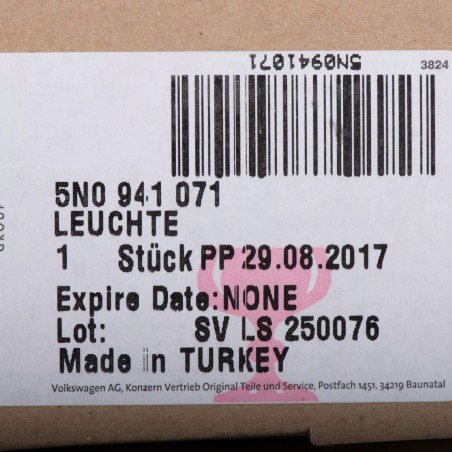 5N0941071
3824
5N0 941 071
LEUCHTE
1 Stück PP 29.08.2017
Expire Date: NONE
Lot: SV LS 250076
Made in TURKEY
Volkswagen AG, Konzern Vertrieb Original Teile und Service, Postfach 1451, 34219 Baunatal
GROUP